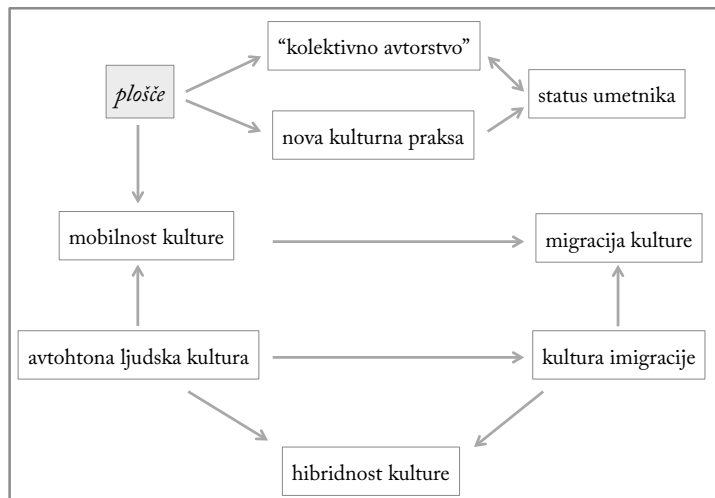 “kolektivno avtorstvo”
plošče
status umetnika
nova kulturna praksa
mobilnost kulture
migracija kulture
avtohtona ljudska kultura
kultura imigracije
hibridnost kulture